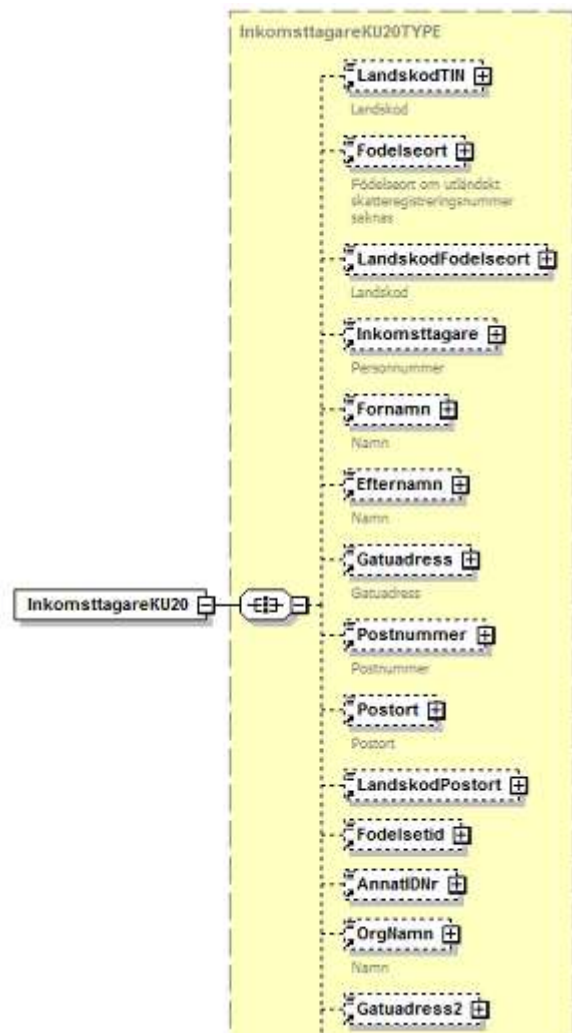 InkomsttagareKU20TYPE
LandskodTIN
Landskod
Fodelseort
Födelseort om utländskt
skatteregistreringsnummer
saknas
LandskodFodelseort
Landskod
Inkomsttagare
Personnummer
Fornamn
Namn
Efternamn
Namn
Gatuadress
Gatuadress
InkomsttagareKU20
Postnummer
Postnummer
Postort
Postort
LandskodPostort
Fodelsetid
AnnatIDNr
OrgNamn
Namn
Gatuadress2